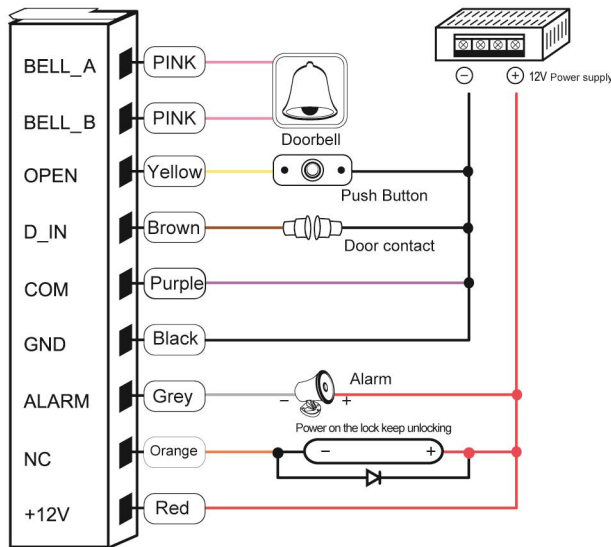 BELL_A PINK
BELL_B PINK
Doorbell
− + 12V Power supply
OPEN Yellow
Push Button
D_IN Brown
Door contact
COM Purple
GND Black
ALARM Grey
− + Alarm
Power on the lock keep unlocking
NC Orange
− +
+12V Red